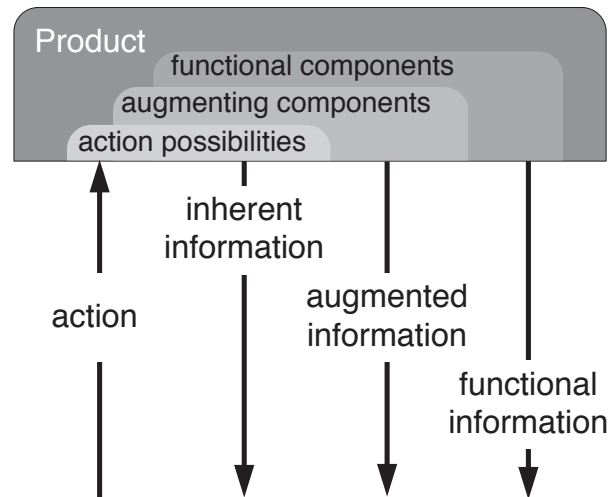 Product
functional components
augmenting components
action possibilities
inherent
information
action
augmented
information
functional
information